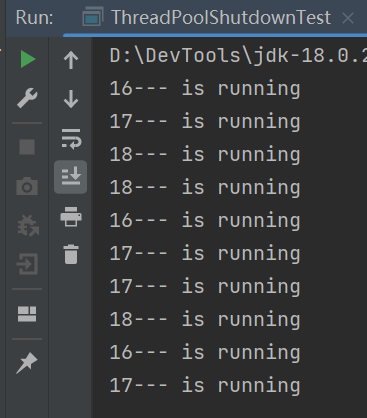 Run: ThreadPoolShutdownTest
D:\DevTools\jdk-18.0.2
16--- is running
17--- is running
18--- is running
18--- is running
16--- is running
17--- is running
17--- is running
18--- is running
16--- is running
17--- is running